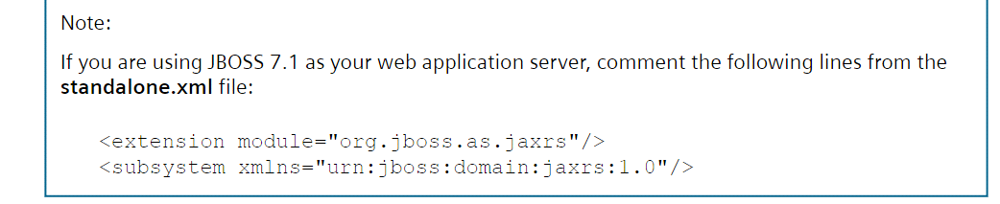 Note:
If you are using JBOSS 7.1 as your web application server, comment the following lines from the
standalone.xml file:
<extension module="org.jboss.as.jaxrs"/>
<subsystem xmlns="urn:jboss:domain:jaxrs:1.0"/>